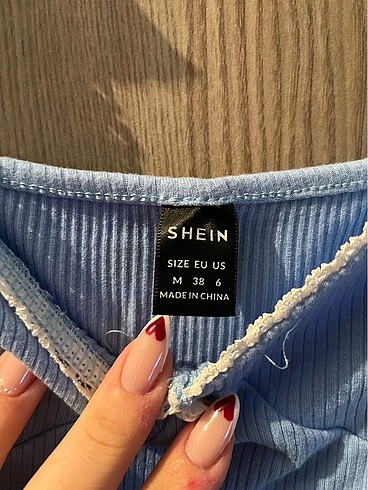 SHEIN
SIZE EU US
M 38 6
MADE IN CHINA